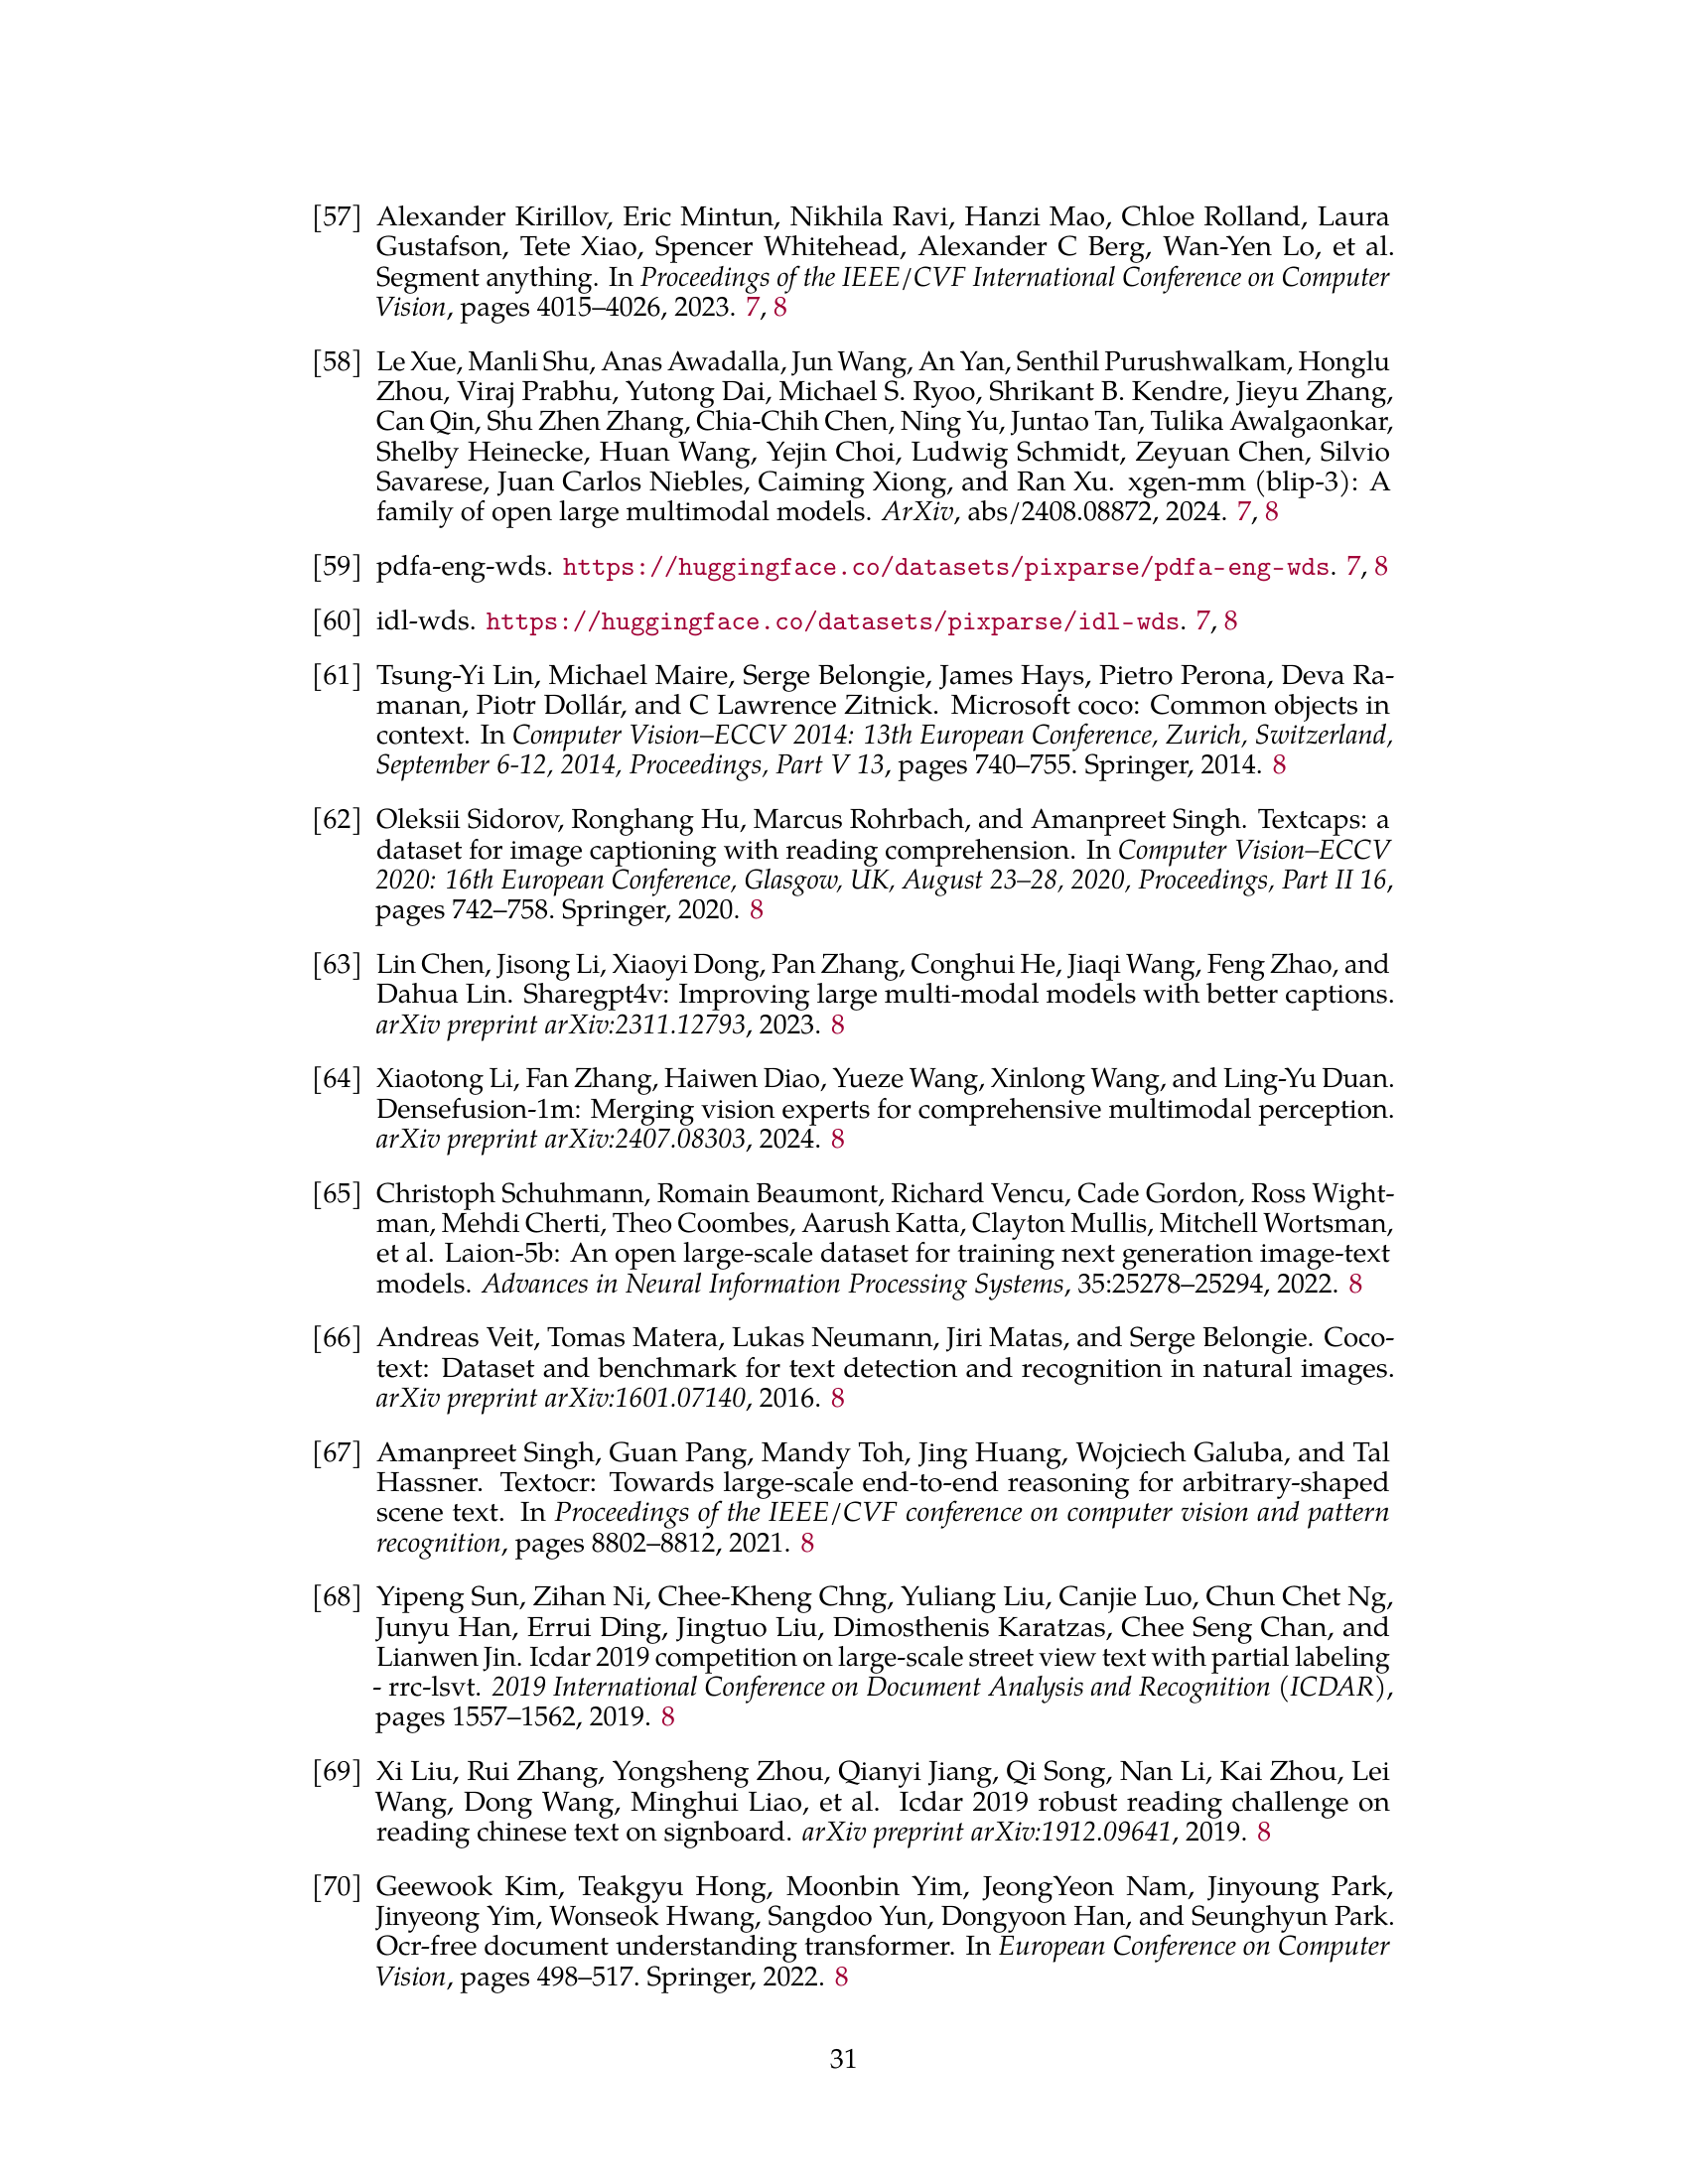 [57] Alexander Kirillov, Eric Mintun, Nikhila Ravi, Hanzi Mao, Chloe Rolland, Laura
Gustafson, Tete Xiao, Spencer Whitehead, Alexander C Berg, Wan-Yen Lo, et al.
Segment anything. In Proceedings of the IEEE/CVF International Conference on Computer
Vision, pages 4015–4026, 2023. 7, 8
[58] Le Xue, Manli Shu, Anas Awadalla, Jun Wang, An Yan, Senthil Purushwalkam, Honglu
Zhou, Viraj Prabhu, Yutong Dai, Michael S. Ryoo, Shrikant B. Kendre, Jieyu Zhang,
Can Qin, Shu Zhen Zhang, Chia-Chih Chen, Ning Yu, Juntao Tan, Tulika Awalgaonkar,
Shelby Heinecke, Huan Wang, Yejin Choi, Ludwig Schmidt, Zeyuan Chen, Silvio
Savarese, Juan Carlos Niebles, Caiming Xiong, and Ran Xu. xgen-mm (blip-3): A
family of open large multimodal models. ArXiv, abs/2408.08872, 2024. 7, 8
[59] pdfa-eng-wds. https://huggingface.co/datasets/pixparse/pdfa-eng-wds. 7, 8
[60] idl-wds. https://huggingface.co/datasets/pixparse/idl-wds. 7, 8
[61] Tsung-Yi Lin, Michael Maire, Serge Belongie, James Hays, Pietro Perona, Deva Ra-
manan, Piotr Dollár, and C Lawrence Zitnick. Microsoft coco: Common objects in
context. In Computer Vision–ECCV 2014: 13th European Conference, Zurich, Switzerland,
September 6-12, 2014, Proceedings, Part V 13, pages 740–755. Springer, 2014. 8
[62] Oleksii Sidorov, Ronghang Hu, Marcus Rohrbach, and Amanpreet Singh. Textcaps: a
dataset for image captioning with reading comprehension. In Computer Vision–ECCV
2020: 16th European Conference, Glasgow, UK, August 23–28, 2020, Proceedings, Part II 16,
pages 742–758. Springer, 2020. 8
[63] Lin Chen, Jisong Li, Xiaoyi Dong, Pan Zhang, Conghui He, Jiaqi Wang, Feng Zhao, and
Dahua Lin. Sharegpt4v: Improving large multi-modal models with better captions.
arXiv preprint arXiv:2311.12793, 2023. 8
[64] Xiaotong Li, Fan Zhang, Haiwen Diao, Yueze Wang, Xinlong Wang, and Ling-Yu Duan.
Densefusion-1m: Merging vision experts for comprehensive multimodal perception.
arXiv preprint arXiv:2407.08303, 2024. 8
[65] Christoph Schuhmann, Romain Beaumont, Richard Vencu, Cade Gordon, Ross Wight-
man, Mehdi Cherti, Theo Coombes, Aarush Katta, Clayton Mullis, Mitchell Wortsman,
et al. Laion-5b: An open large-scale dataset for training next generation image-text
models. Advances in Neural Information Processing Systems, 35:25278–25294, 2022. 8
[66] Andreas Veit, Tomas Matera, Lukas Neumann, Jiri Matas, and Serge Belongie. Coco-
text: Dataset and benchmark for text detection and recognition in natural images.
arXiv preprint arXiv:1601.07140, 2016. 8
[67] Amanpreet Singh, Guan Pang, Mandy Toh, Jing Huang, Wojciech Galuba, and Tal
Hassner. Textocr: Towards large-scale end-to-end reasoning for arbitrary-shaped
scene text. In Proceedings of the IEEE/CVF conference on computer vision and pattern
recognition, pages 8802–8812, 2021. 8
[68] Yipeng Sun, Zihan Ni, Chee-Kheng Chng, Yuliang Liu, Canjie Luo, Chun Chet Ng,
Junyu Han, Errui Ding, Jingtuo Liu, Dimosthenis Karatzas, Chee Seng Chan, and
Lianwen Jin. Icdar 2019 competition on large-scale street view text with partial labeling
- rrc-lsvt. 2019 International Conference on Document Analysis and Recognition (ICDAR),
pages 1557–1562, 2019. 8
[69] Xi Liu, Rui Zhang, Yongsheng Zhou, Qianyi Jiang, Qi Song, Nan Li, Kai Zhou, Lei
Wang, Dong Wang, Minghui Liao, et al. Icdar 2019 robust reading challenge on
reading chinese text on signboard. arXiv preprint arXiv:1912.09641, 2019. 8
[70] Geewook Kim, Teakgyu Hong, Moonbin Yim, JeongYeon Nam, Jinyoung Park,
Jinyeong Yim, Wonseok Hwang, Sangdoo Yun, Dongyoon Han, and Seunghyun Park.
Ocr-free document understanding transformer. In European Conference on Computer
Vision, pages 498–517. Springer, 2022. 8
31